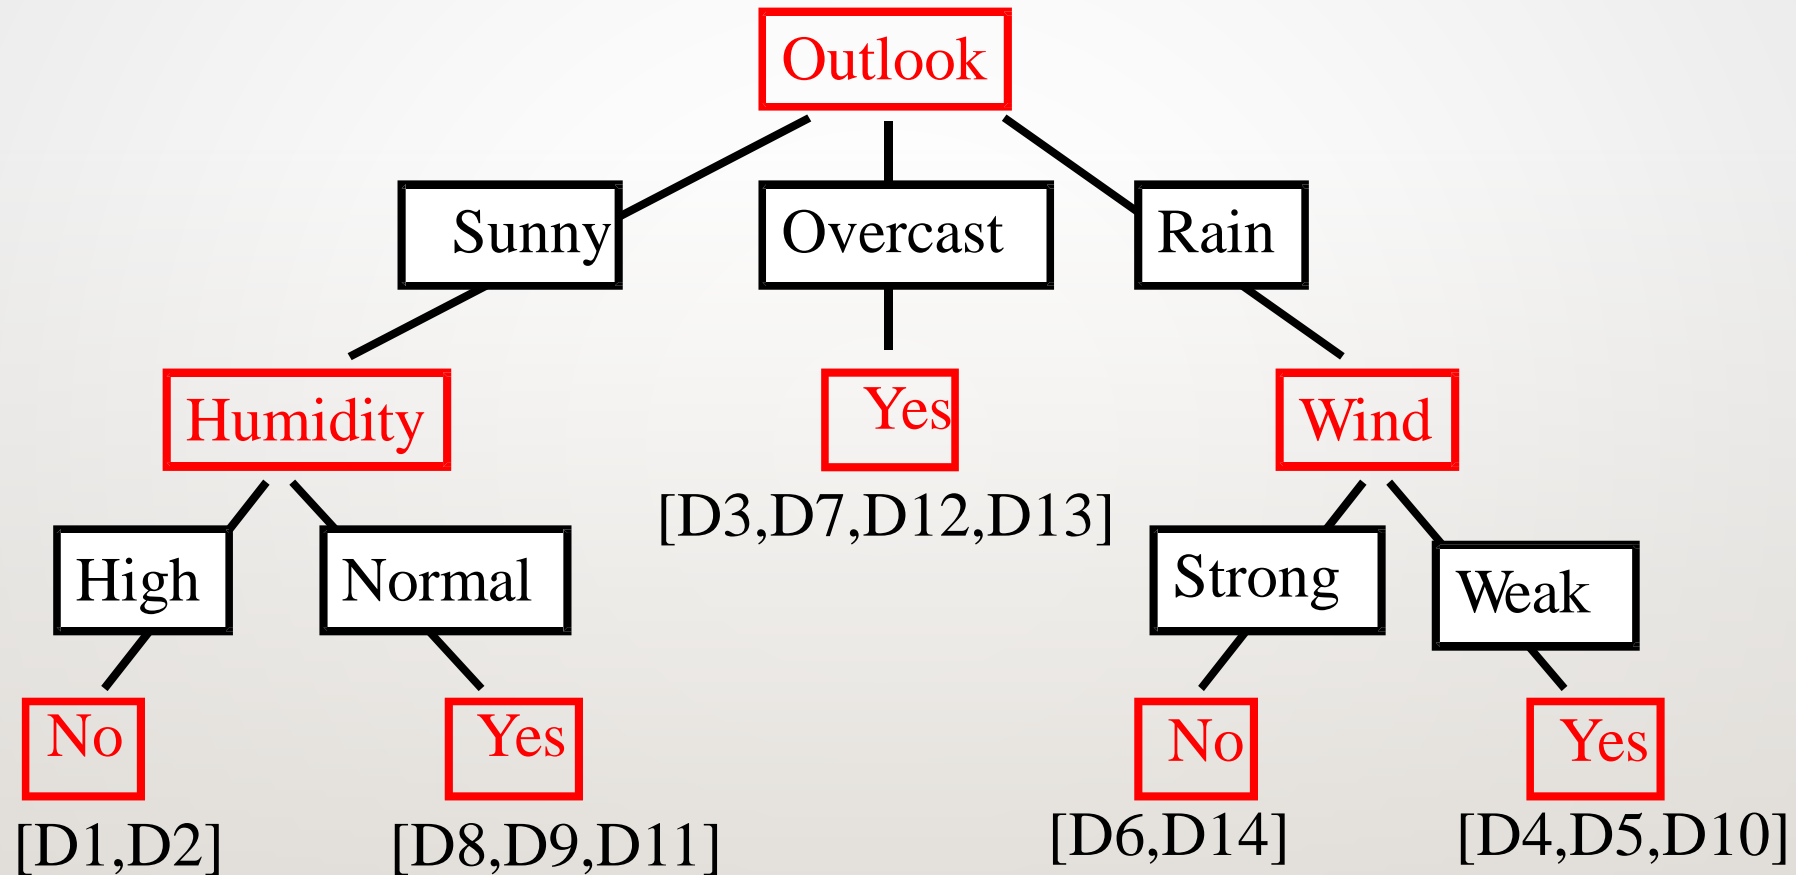 Outlook
Sunny
Overcast
Rain
Humidity
Yes
Wind
[D3,D7,D12,D13]
High
Normal
Strong
Weak
No
Yes
No
Yes
[D1,D2]
[D8,D9,D11]
[D6,D14]
[D4,D5,D10]